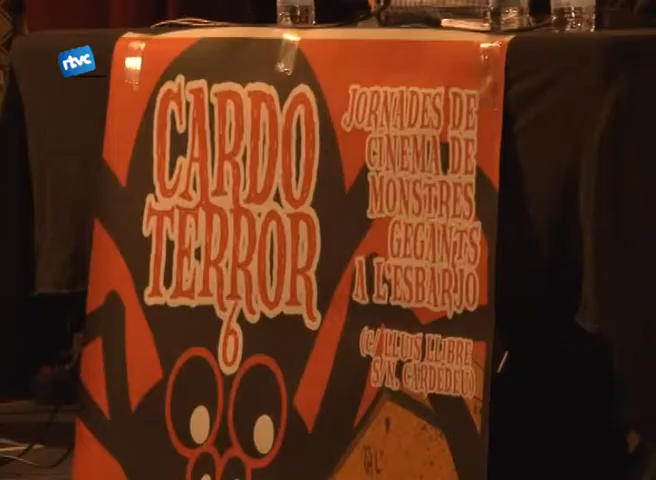 rtvc
CARDO
TERROR
6
JORNADES DE
CINEMA DE
MONSTRES
GEGANTS
A L'ESBARJO
(C/ LLUIS LLIBRE
S/N, CARDEDEU)